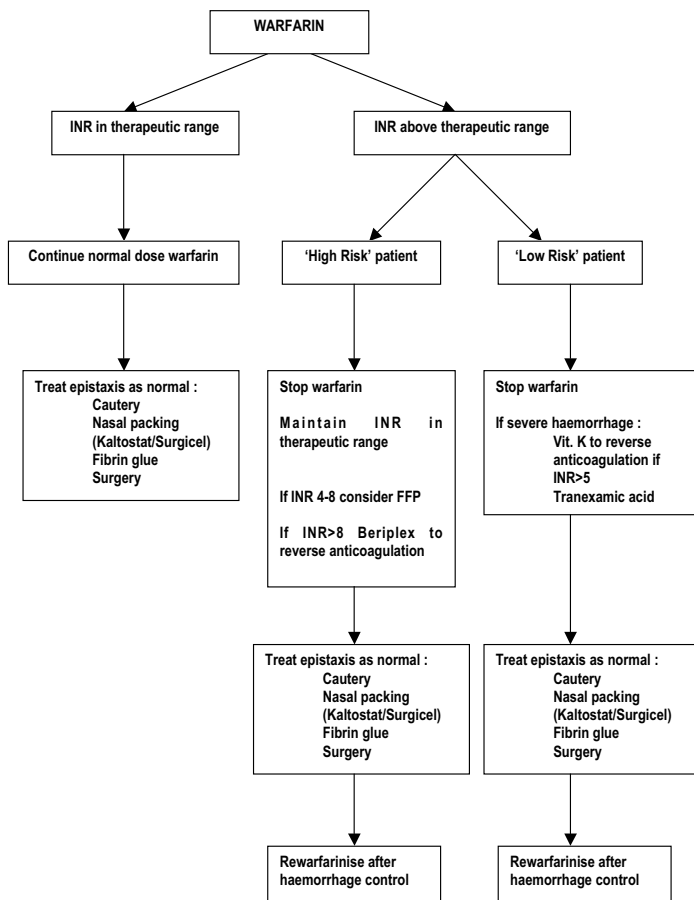 WARFARIN
INR in therapeutic range
INR above therapeutic range
Continue normal dose warfarin
‘High Risk’ patient
‘Low Risk’ patient
Treat epistaxis as normal :
Cautery
Nasal packing
(Kaltostat/Surgicel)
Fibrin glue
Surgery
Stop warfarin
Maintain INR in
therapeutic range
If INR 4-8 consider FFP
If INR>8 Beriplex to
reverse anticoagulation
Stop warfarin
If severe haemorrhage :
Vit. K to reverse
anticoagulation if
INR>5
Tranexamic acid
Treat epistaxis as normal :
Cautery
Nasal packing
(Kaltostat/Surgicel)
Fibrin glue
Surgery
Treat epistaxis as normal :
Cautery
Nasal packing
(Kaltostat/Surgicel)
Fibrin glue
Surgery
Rewarfarinise after
haemorrhage control
Rewarfarinise after
haemorrhage control